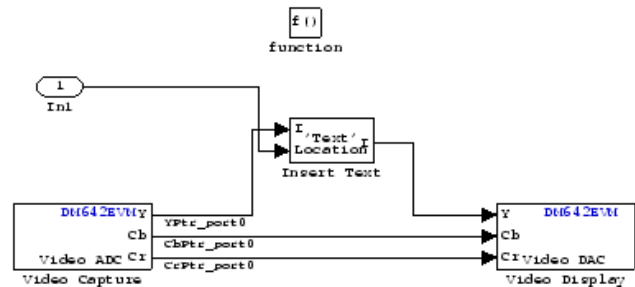 f()
function
1
In1
I
'Text' I
Location
Insert Text
DM642EVM Y
Cb
Video ADC Cr
Video Capture
YPtr_port0
CbPtr_port0
CrPtr_port0
Y DM642EVM
Cb
Cr Video DAC
Video Display